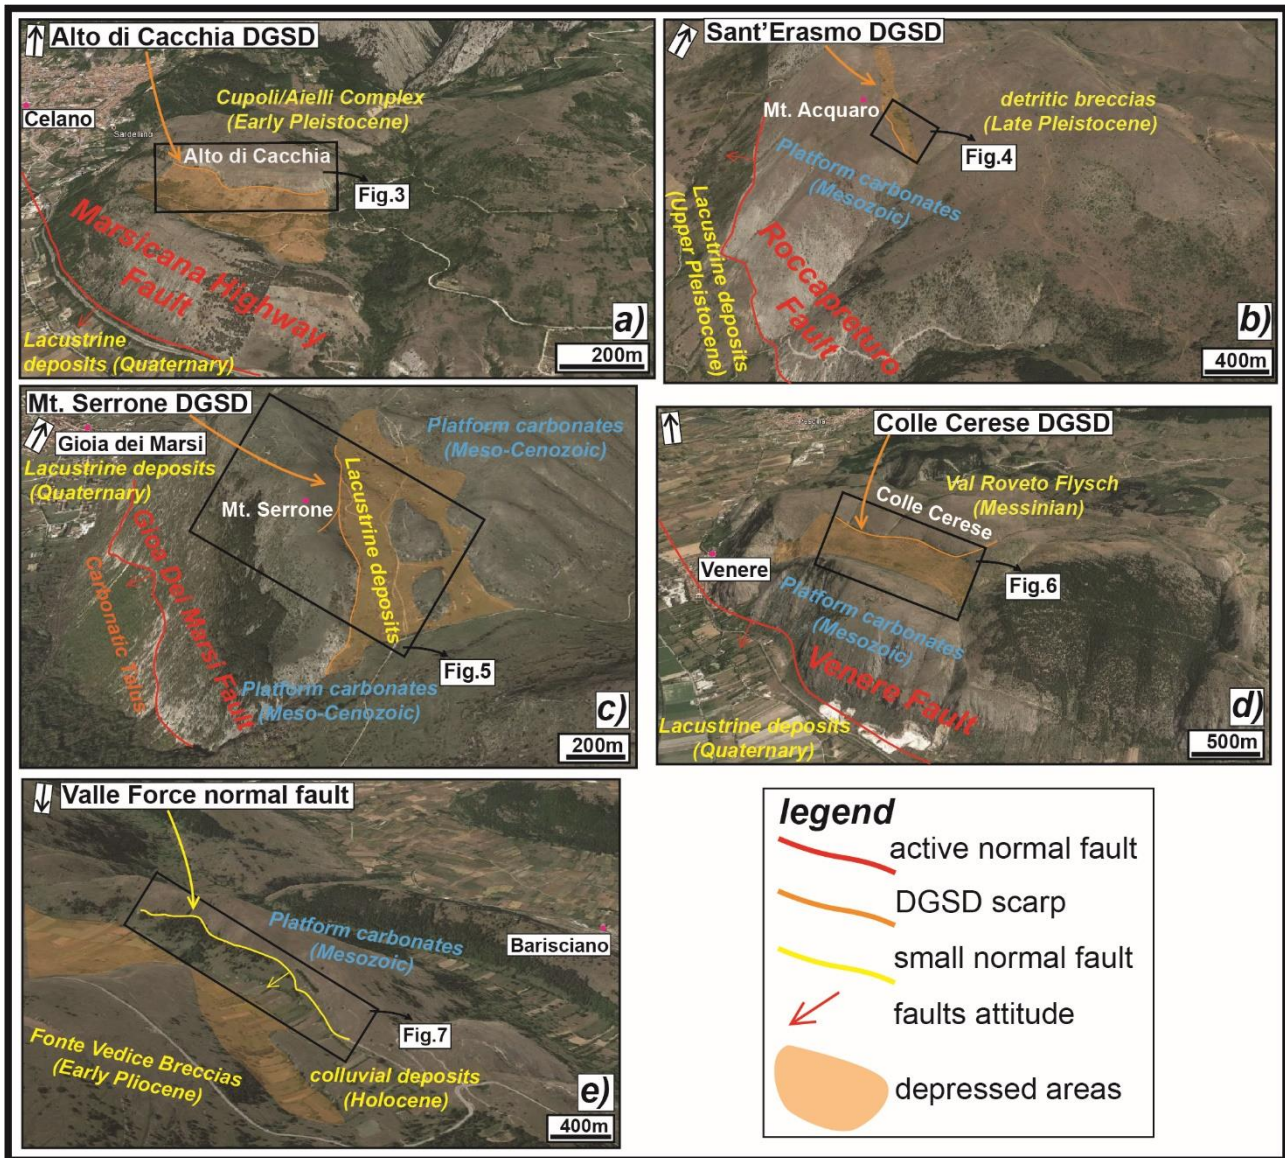 Alto di Cacchia DGSD
Cupoli/Aielli Complex
(Early Pleistocene)
Celano
Sardellino
Alto di Cacchia
Fig.3
Marsicana Highway
Fault
Lacustrine
deposits (Quaternary)
a)
200m
Sant'Erasmo DGSD
Mt. Acquaro
detritic breccias
(Late Pleistocene)
Fig.4
Platform carbonates
(Mesozoic)
Lacustrine deposits
(Upper Pleistocene)
Roccapreturo
Fault
b)
400m
Mt. Serrone DGSD
Gioia dei Marsi
Lacustrine deposits
(Quaternary)
Platform carbonates
(Meso-Cenozoic)
Mt. Serrone
Lacustrine deposits
Gioa Dei Marsi Fault
Carbonatic Talus
Fig.5
Platform carbonates
(Meso-Cenozoic)
c)
200m
Colle Cerese DGSD
Pescina
Val Roveto Flysch
(Messinian)
Colle Cerese
Venere
Fig.6
Platform carbonates
(Mesozoic)
Venere Fault
Lacustrine deposits
(Quaternary)
d)
500m
Valle Force normal fault
Platform carbonates
(Mesozoic)
Barisciano
Fig.7
Fonte Vedice Breccias
(Early Pliocene)
colluvial deposits
(Holocene)
e)
400m
legend
active normal fault
DGSD scarp
small normal fault
faults attitude
depressed areas